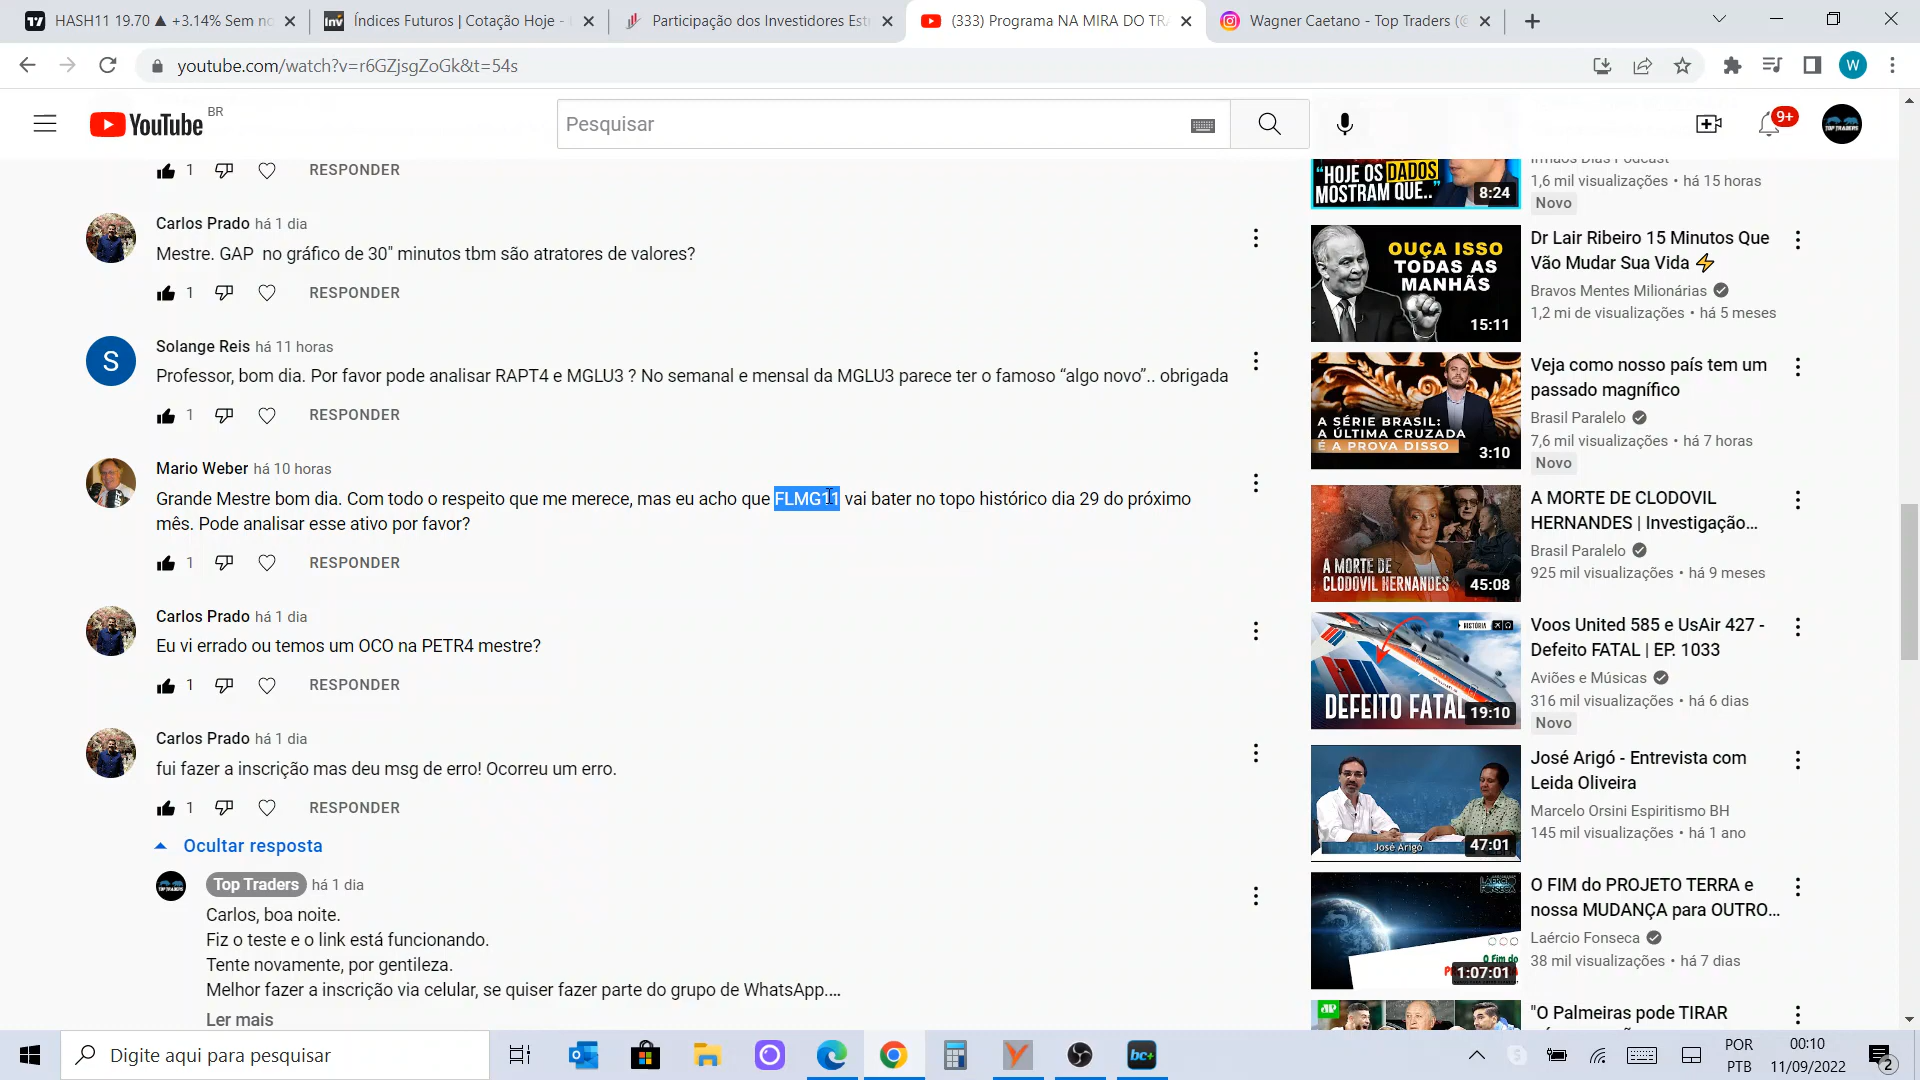 HASH11 19.70 ▲ +3.14% Sem no
Índices Futuros | Cotação Hoje -
Participação dos Investidores Est
(333) Programa NA MIRA DO TR
Wagner Caetano - Top Traders (@
youtube.com/watch?v=r6GZjsgZoGk&t=54s
W
YouTube BR
Pesquisar
9+
TOP TRADERS
1 RESPONDER
Carlos Prado há 1 dia
Mestre. GAP no gráfico de 30" minutos tbm são atratores de valores?
1 RESPONDER
Solange Reis há 11 horas
S
Professor, bom dia. Por favor pode analisar RAPT4 e MGLU3 ? No semanal e mensal da MGLU3 parece ter o famoso “algo novo”.. obrigada
1 RESPONDER
Mario Weber há 10 horas
Grande Mestre bom dia. Com todo o respeito que me merece, mas eu acho que FLMG11 vai bater no topo histórico dia 29 do próximo
mês. Pode analisar esse ativo por favor?
1 RESPONDER
Carlos Prado há 1 dia
Eu vi errado ou temos um OCO na PETR4 mestre?
1 RESPONDER
Carlos Prado há 1 dia
fui fazer a inscrição mas deu msg de erro! Ocorreu um erro.
1 RESPONDER
Ocultar resposta
Top Traders há 1 dia
Carlos, boa noite.
Fiz o teste e o link está funcionando.
Tente novamente, por gentileza.
Melhor fazer a inscrição via celular, se quiser fazer parte do grupo de WhatsApp....
Ler mais
"HOJE OS DADOS
MOSTRAM QUE.."
8:24
Irmãos Dias Podcast
1,6 mil visualizações • há 15 horas
Novo
OUÇA ISSO
TODAS AS
MANHÃS
15:11
Dr Lair Ribeiro 15 Minutos Que
Vão Mudar Sua Vida ⚡
Bravos Mentes Milionárias
1,2 mi de visualizações • há 5 meses
A SÉRIE BRASIL:
A ÚLTIMA CRUZADA
É A PROVA DISSO
3:10
Veja como nosso país tem um
passado magnífico
Brasil Paralelo
7,6 mil visualizações • há 7 horas
Novo
A MORTE DE
CLODOVIL HERNANDES
45:08
A MORTE DE CLODOVIL
HERNANDES | Investigação...
Brasil Paralelo
925 mil visualizações • há 9 meses
HISTÓRIA
DEFEITO FATAL
19:10
Voos United 585 e UsAir 427 -
Defeito FATAL | EP. 1033
Aviões e Músicas
316 mil visualizações • há 6 dias
Novo
José Arigó
47:01
José Arigó - Entrevista com
Leida Oliveira
Marcelo Orsini Espiritismo BH
145 mil visualizações • há 1 ano
LAÉRCIO
FONSECA
O Fim do
1:07:01
O FIM do PROJETO TERRA e
nossa MUDANÇA para OUTRO...
Laércio Fonseca
38 mil visualizações • há 7 dias
"O Palmeiras pode TIRAR
Digite aqui para pesquisar
bc+
POR
PTB
00:10
11/09/2022
2